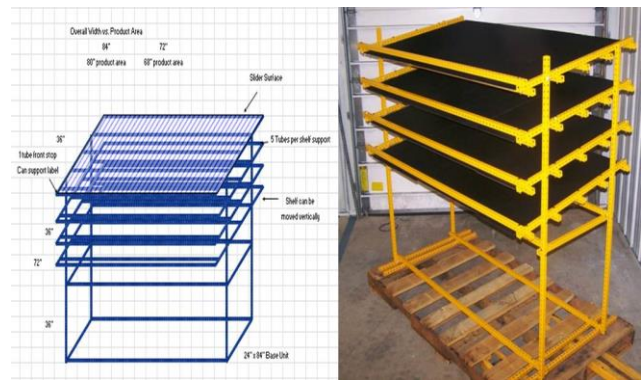 Overall Width vs. Product Area
84" 72"
80" product area 68" product area
Slider Surface
36"
5 Tubes per shelf support
1 tube front stop
Can support label
Shelf can be
moved vertically
36"
72"
36"
24" x 84" Base Unit